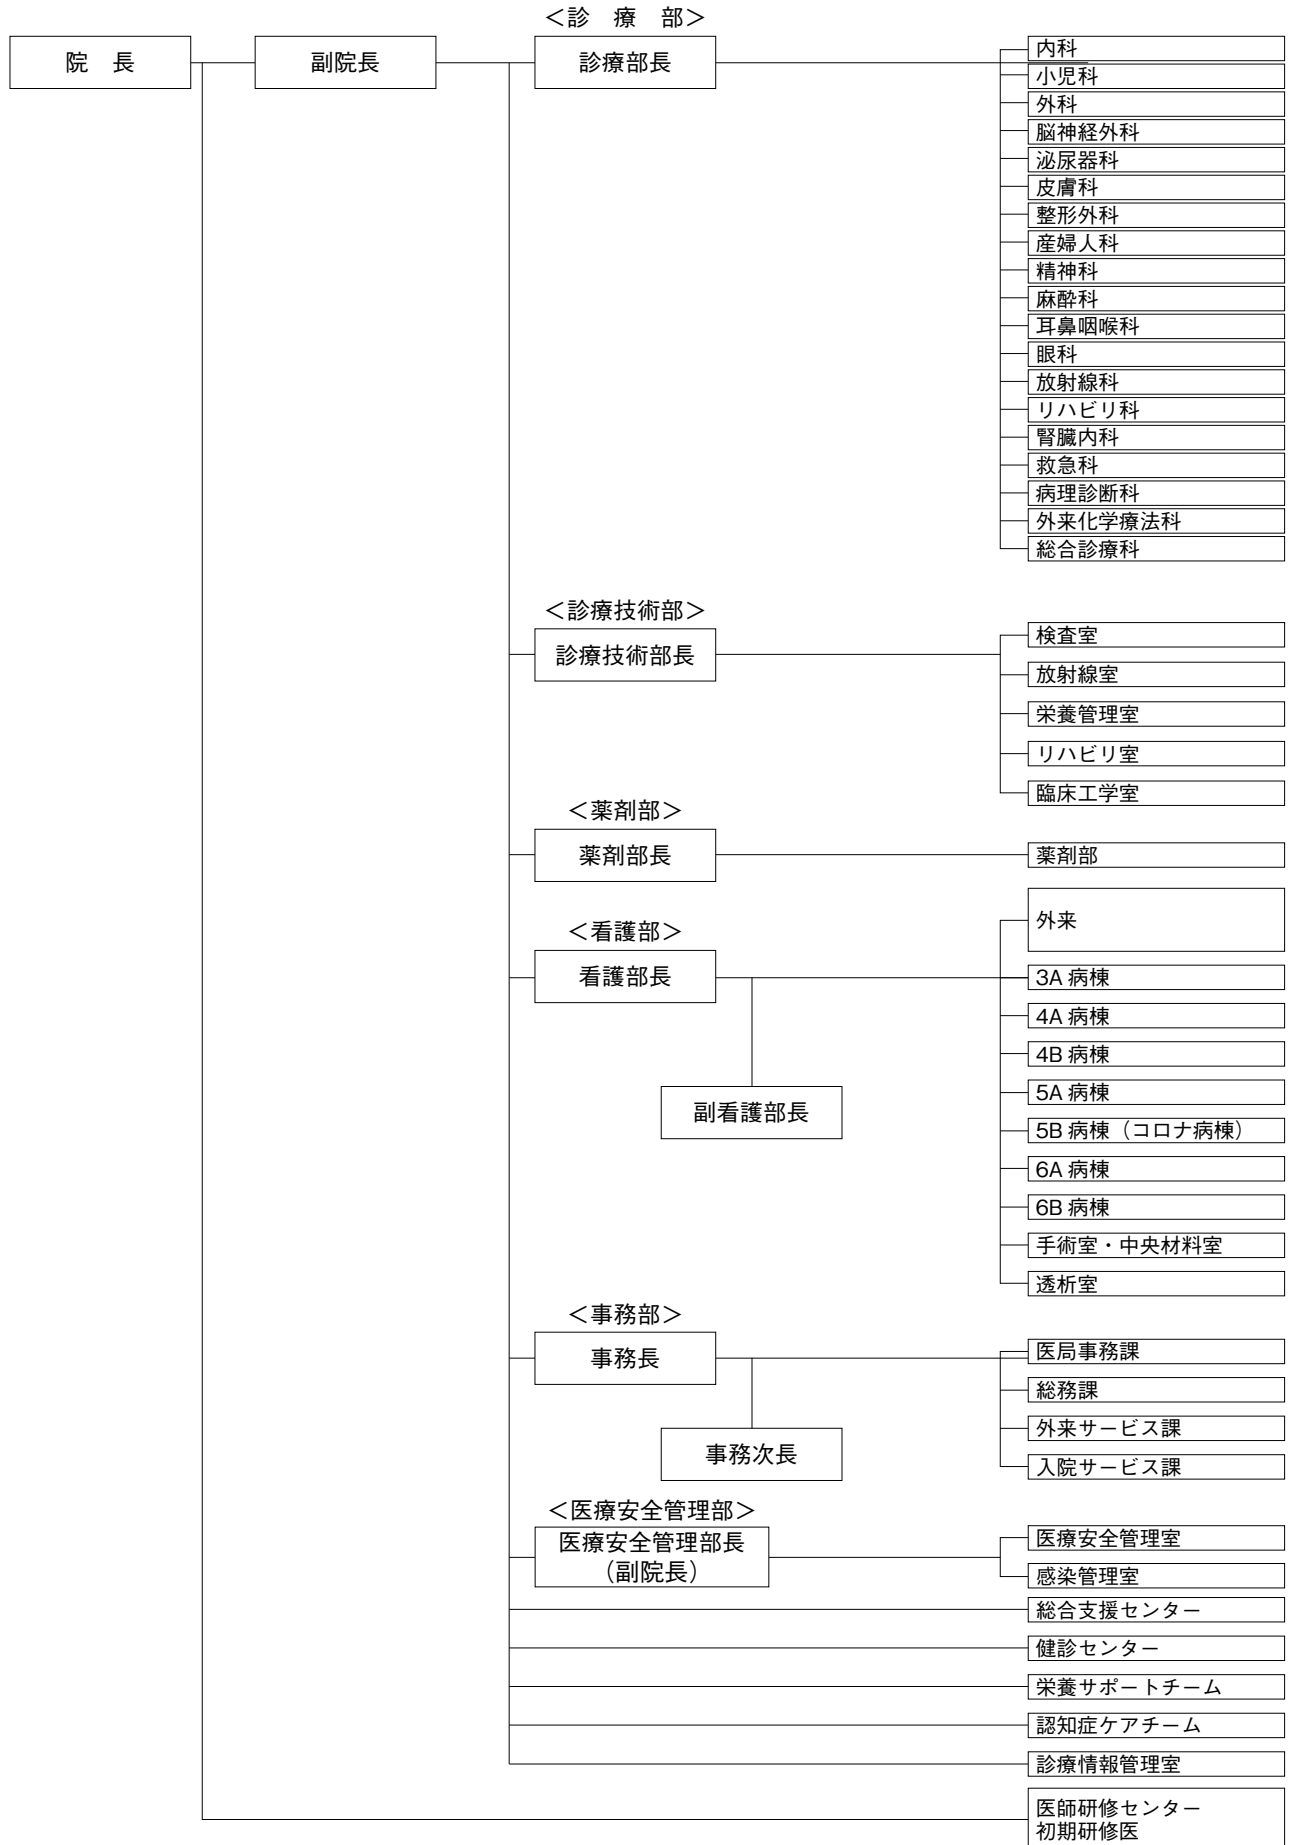 ＜診　療　部＞
院　長
副院長
診療部長
内科
小児科
外科
脳神経外科
泌尿器科
皮膚科
整形外科
産婦人科
精神科
麻酔科
耳鼻咽喉科
眼科
放射線科
リハビリ科
腎臓内科
救急科
病理診断科
外来化学療法科
総合診療科
＜診療技術部＞
診療技術部長
検査室
放射線室
栄養管理室
リハビリ室
臨床工学室
＜薬剤部＞
薬剤部長
薬剤部
＜看護部＞
看護部長
副看護部長
外来
3A 病棟
4A 病棟
4B 病棟
5A 病棟
5B 病棟（コロナ病棟）
6A 病棟
6B 病棟
手術室・中央材料室
透析室
＜事務部＞
事務長
事務次長
医局事務課
総務課
外来サービス課
入院サービス課
＜医療安全管理部＞
医療安全管理部長
（副院長）
医療安全管理室
感染管理室
総合支援センター
健診センター
栄養サポートチーム
認知症ケアチーム
診療情報管理室
医師研修センター
初期研修医